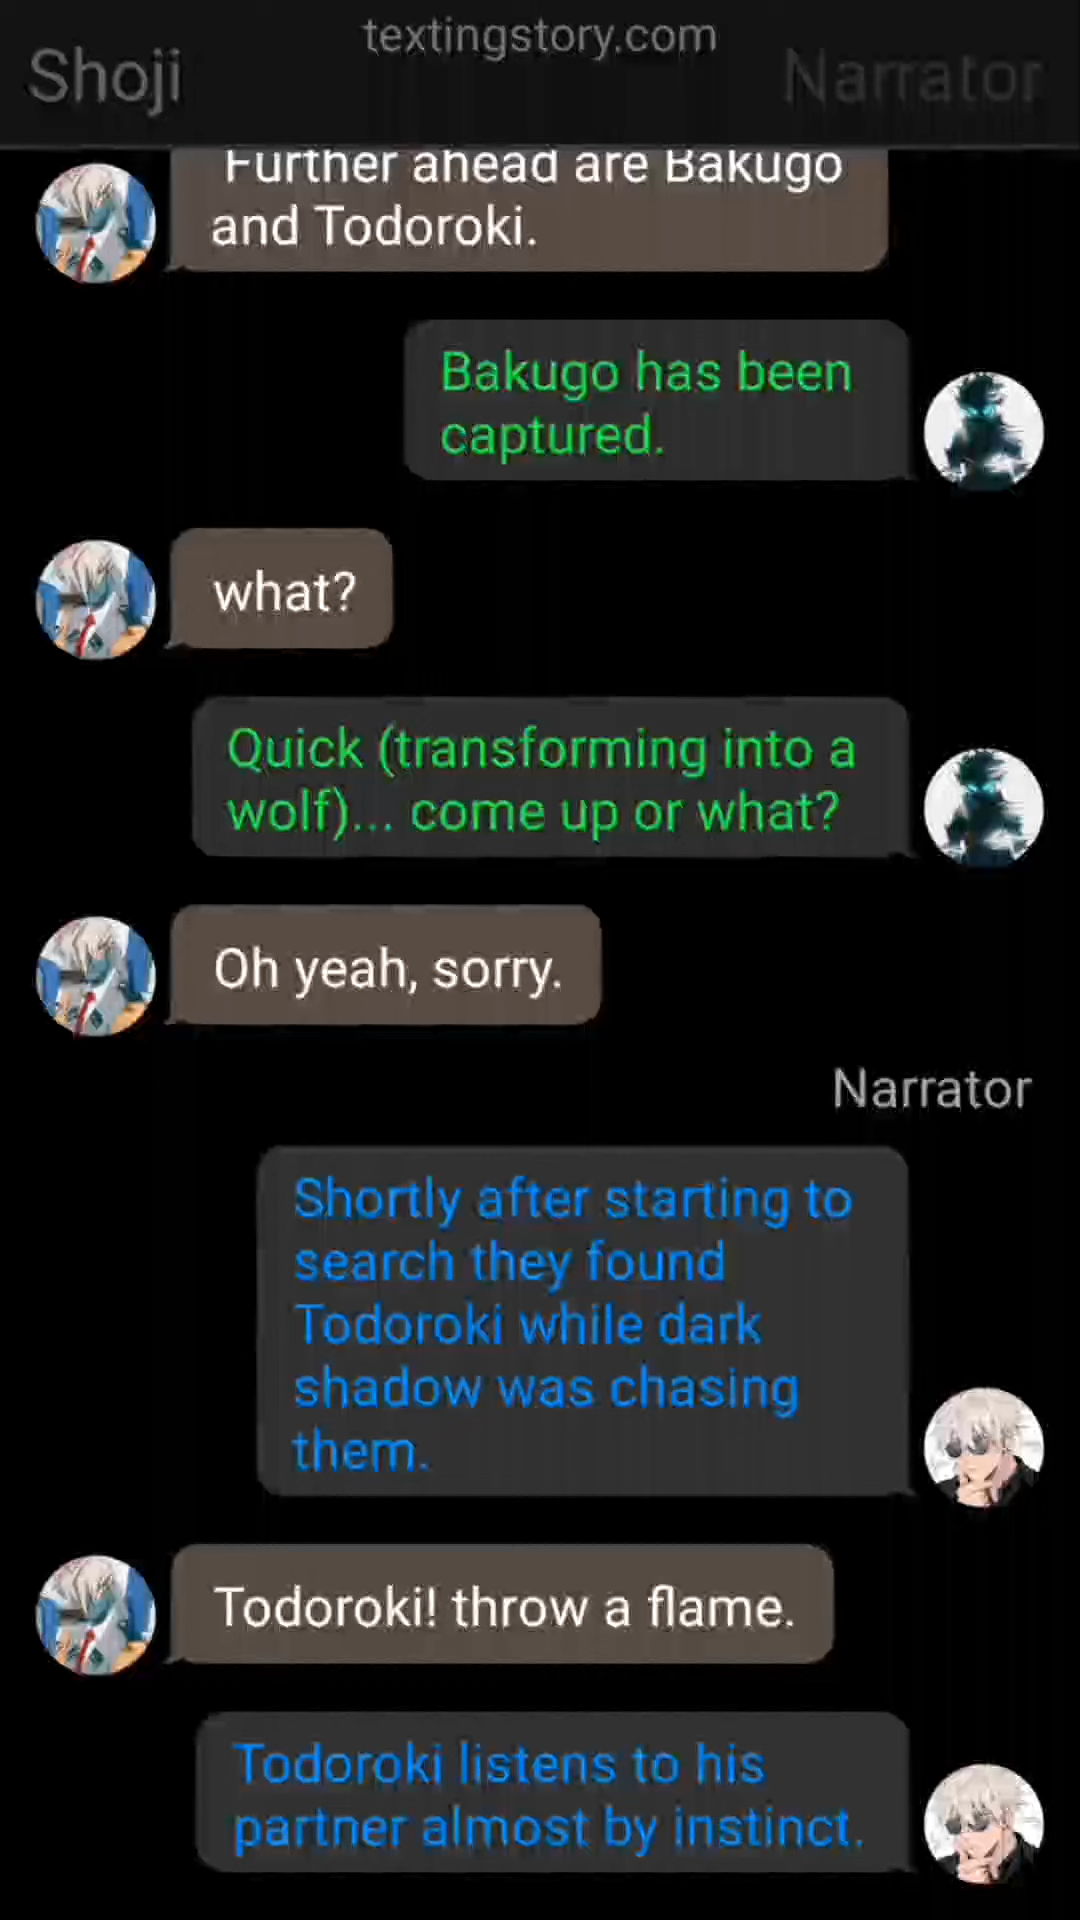 textingstory.com
Shoji
Narrator
Further ahead are Bakugo
and Todoroki.
Bakugo has been
captured.
what?
Quick (transforming into a
wolf)... come up or what?
Oh yeah, sorry.
Narrator
Shortly after starting to
search they found
Todoroki while dark
shadow was chasing
them.
Todoroki! throw a flame.
Todoroki listens to his
partner almost by instinct.